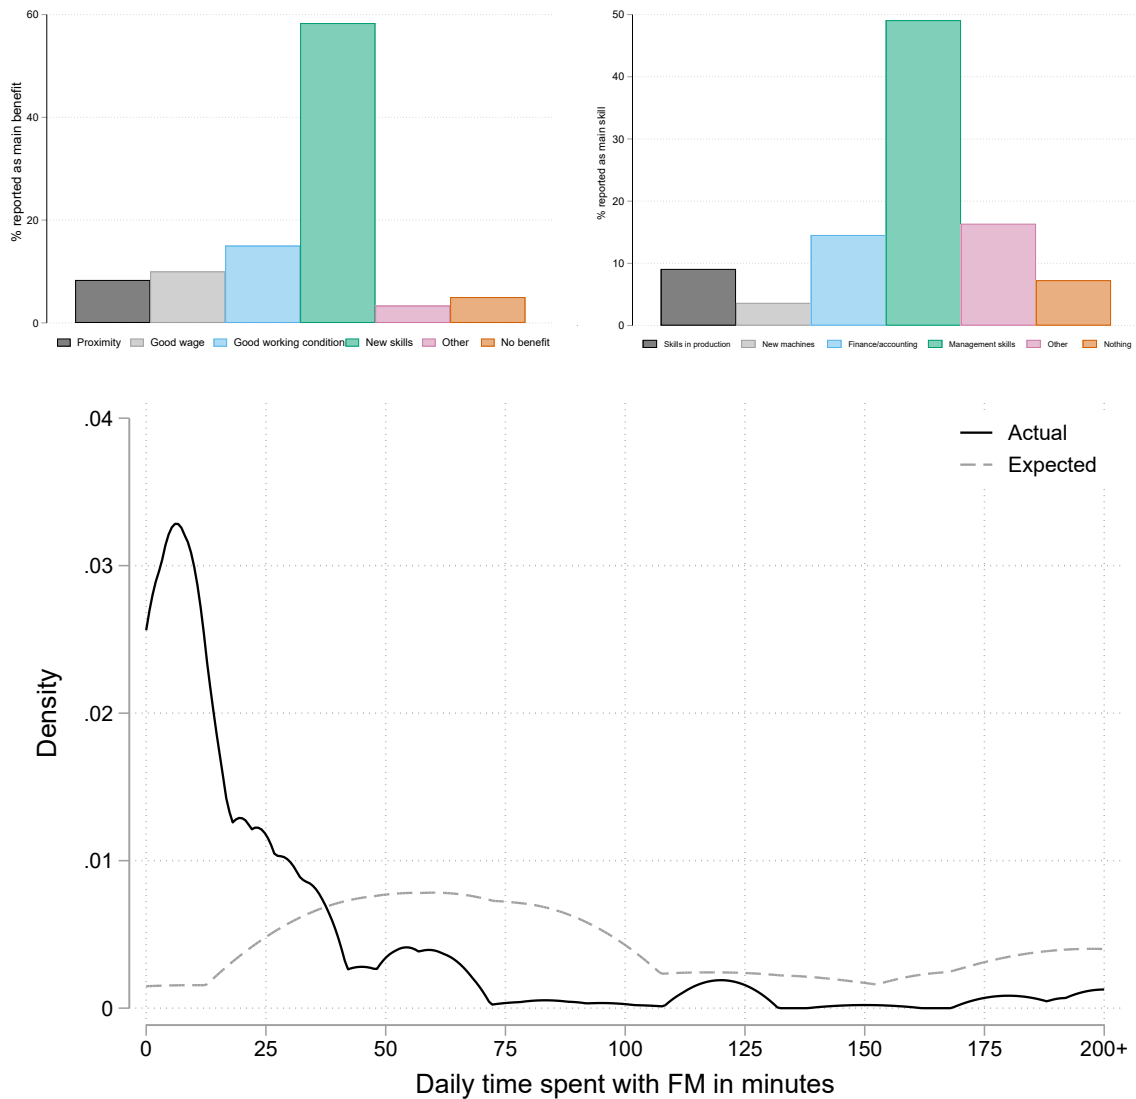 % reported as main benefit
60
40
20
0
Proximity Good wage Good working condition New skills Other No benefit
% reported as main skill
50
40
30
20
10
0
Skills in production New machines Finance/accounting Management skills Other Nothing
Density
.04
.03
.02
.01
0
Actual
Expected
0 25 50 75 100 125 150 175 200+
Daily time spent with FM in minutes